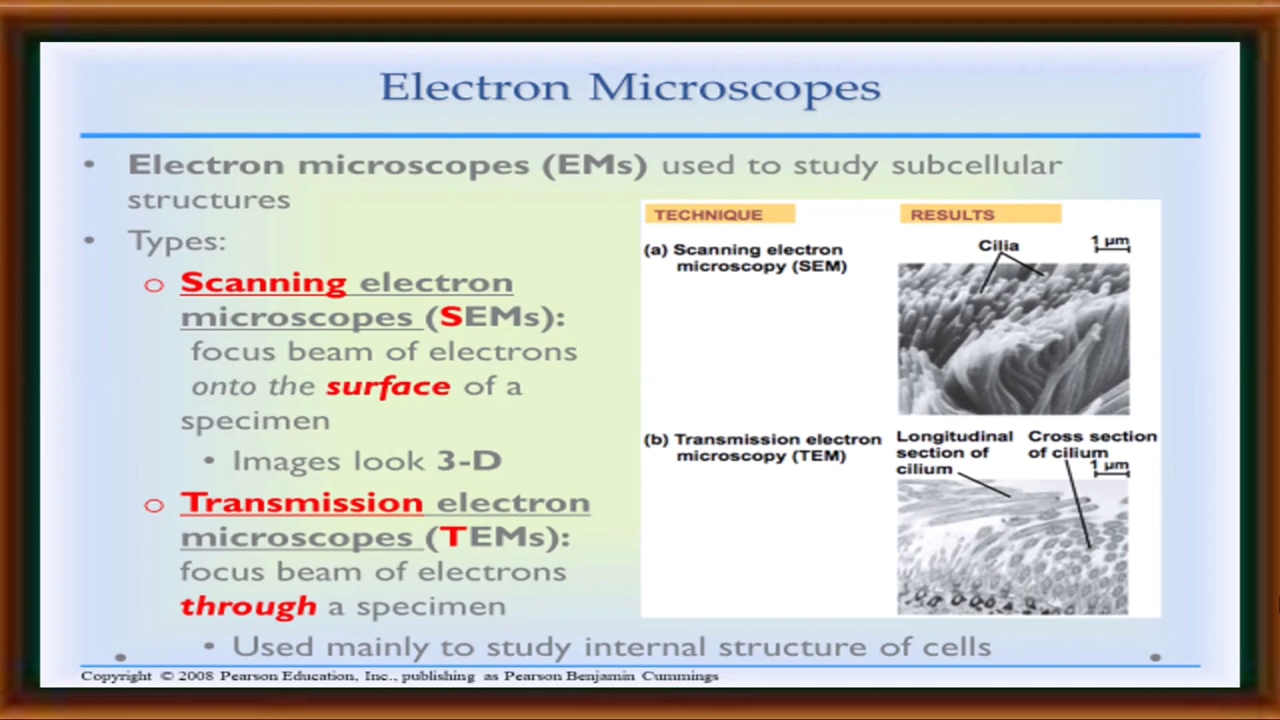 Electron Microscopes
• Electron microscopes (EMs) used to study subcellular
structures
• Types:
o Scanning electron
microscopes (SEMs):
focus beam of electrons
onto the surface of a
specimen
• Images look 3-D
o Transmission electron
microscopes (TEMs):
focus beam of electrons
through a specimen
• Used mainly to study internal structure of cells
TECHNIQUE
RESULTS
(a) Scanning electron
microscopy (SEM)
Cilia
1 µm
(b) Transmission electron
microscopy (TEM)
Longitudinal
section of
cilium
Cross section
of cilium
1 µm
Copyright © 2008 Pearson Education, Inc., publishing as Pearson Benjamin Cummings